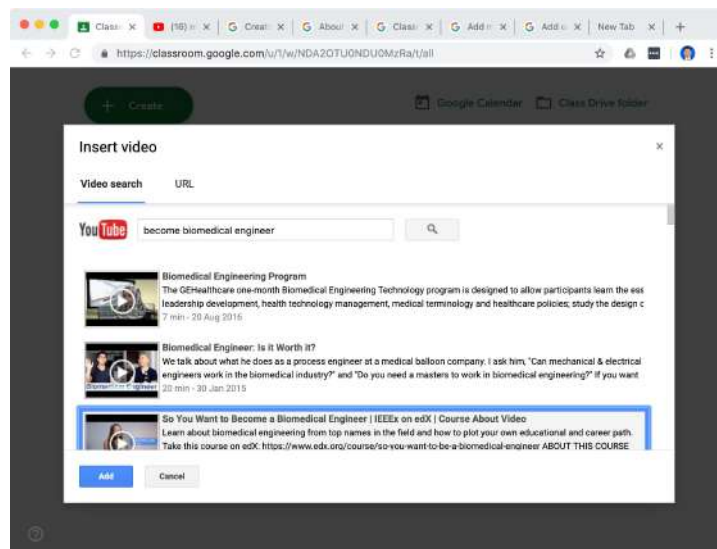 Class
(16)
Creat
About
Classr
Add
Add
New Tab
https://classroom.google.com/u/1/w/NDA2OTU0NDU0MzRa/t/all
+ Create
Google Calendar
Class Drive folder
Insert video
Video search
URL
YouTube
become biomedical engineer
Biomedical Engineering Program
The GEHealthcare one-month Biomedical Engineering Technology program is designed to allow participants learn the ess
leadership development, health technology management, medical terminology and healthcare policies; study the design c
7 min - 20 Aug 2016
Biomedical Engineer: Is it Worth it?
We talk about what he does as a process engineer at a medical balloon company. I ask him, "Can mechanical & electrical
engineers work in the biomedical industry?" and "Do you need a masters to work in biomedical engineering?" If you want
Biomedical Engineer
20 min - 30 Jan 2015
So You Want to Become a Biomedical Engineer | IEEEx on edX | Course About Video
Learn about biomedical engineering from top names in the field and how to plot your own educational and career path.
Take this course on edX: https://www.edx.org/course/so-you-want-to-be-a-biomedical-engineer ABOUT THIS COURSE
Add
Cancel